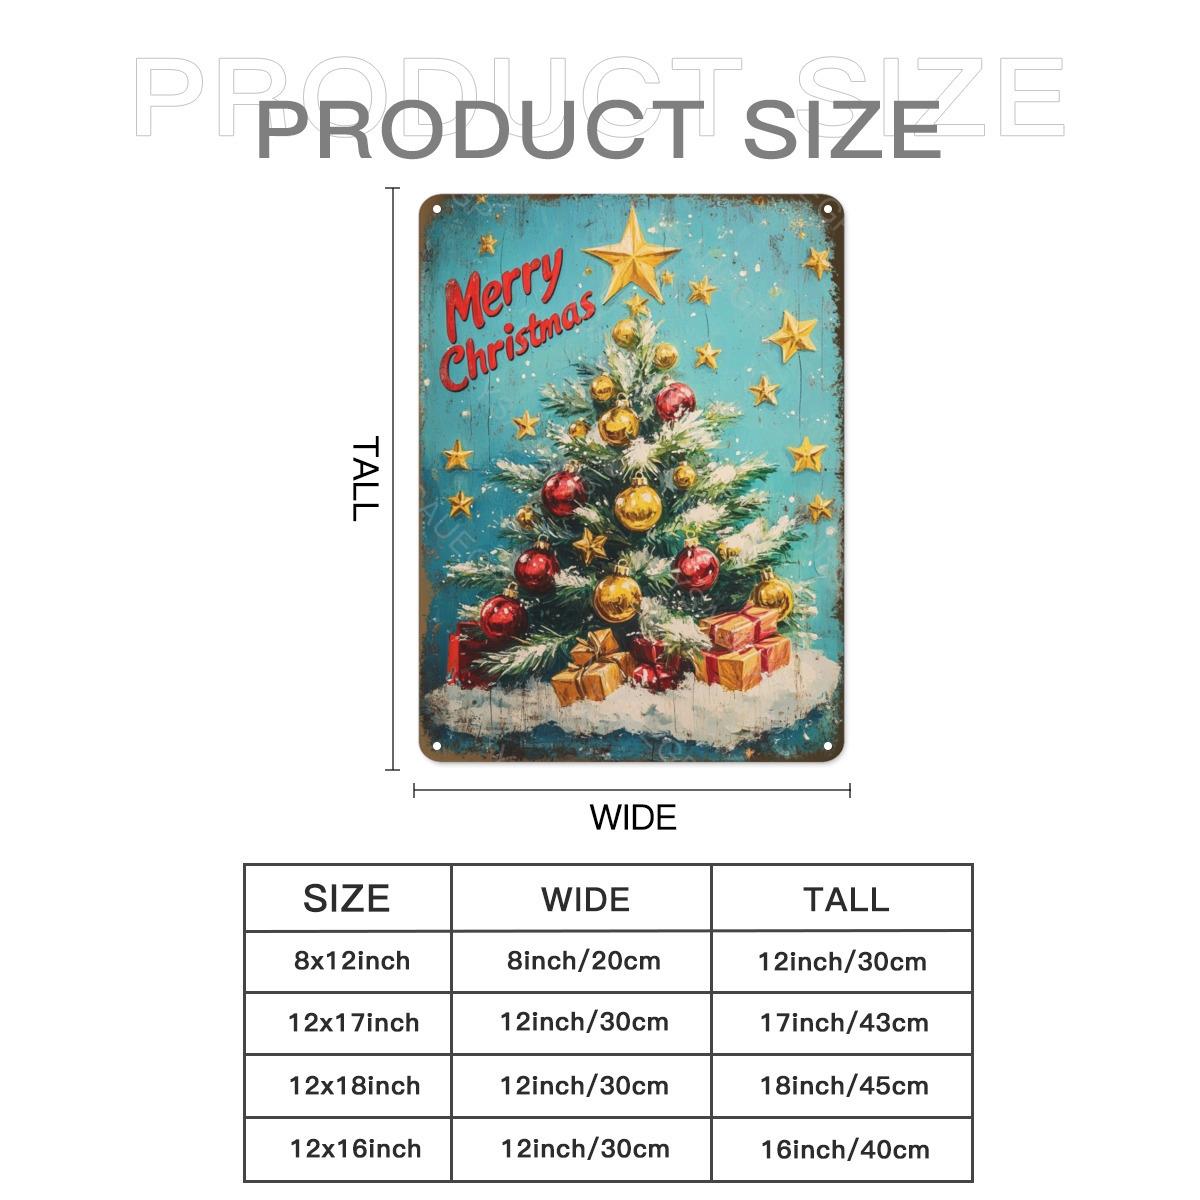 PRODUCT SIZE
PRODUCT SIZE
Merry
Christmas
TALL
WIDE
SIZE WIDE TALL
8x12inch 8inch/20cm 12inch/30cm
12x17inch 12inch/30cm 17inch/43cm
12x18inch 12inch/30cm 18inch/45cm
12x16inch 12inch/30cm 16inch/40cm